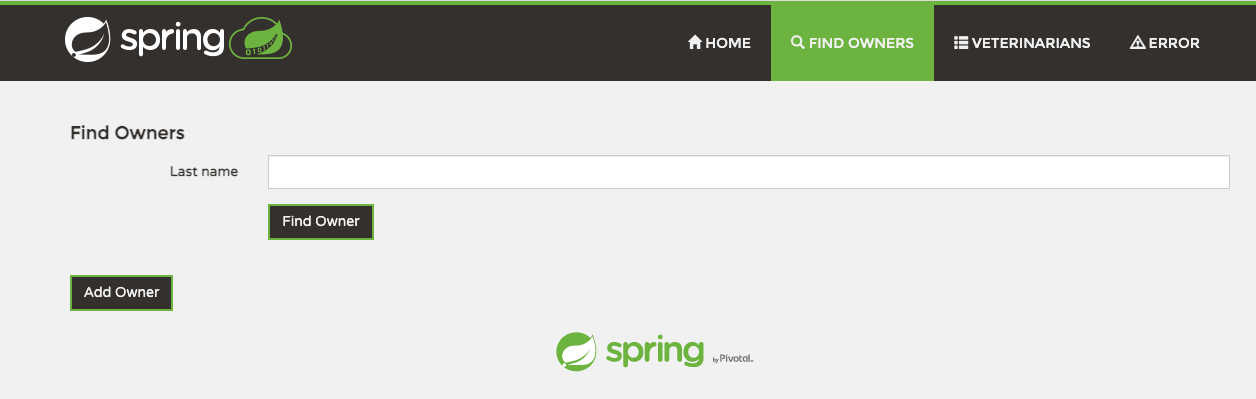 spring
HOME
FIND OWNERS
VETERINARIANS
ERROR
Find Owners
Last name
Find Owner
Add Owner
spring by Pivotal.